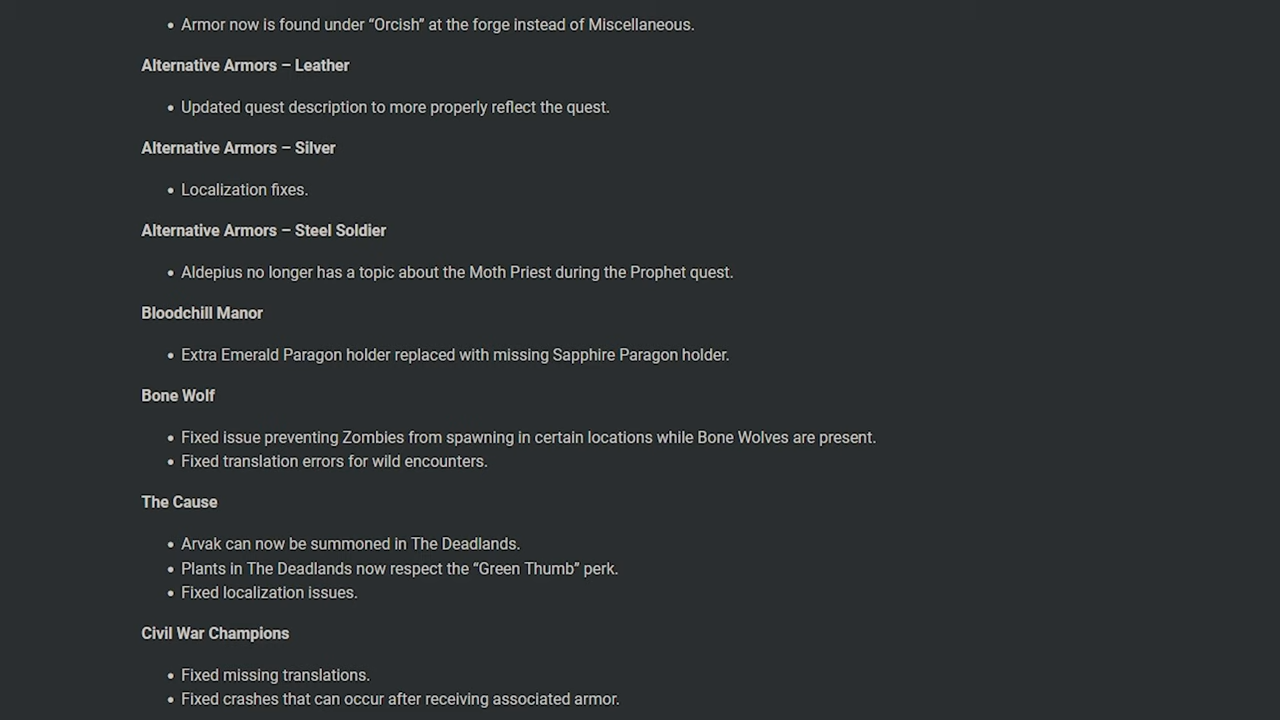 • Armor now is found under “Orcish” at the forge instead of Miscellaneous.
Alternative Armors – Leather
• Updated quest description to more properly reflect the quest.
Alternative Armors – Silver
• Localization fixes.
Alternative Armors – Steel Soldier
• Aldepius no longer has a topic about the Moth Priest during the Prophet quest.
Bloodchill Manor
• Extra Emerald Paragon holder replaced with missing Sapphire Paragon holder.
Bone Wolf
• Fixed issue preventing Zombies from spawning in certain locations while Bone Wolves are present.
• Fixed translation errors for wild encounters.
The Cause
• Arvak can now be summoned in The Deadlands.
• Plants in The Deadlands now respect the “Green Thumb” perk.
• Fixed localization issues.
Civil War Champions
• Fixed missing translations.
• Fixed crashes that can occur after receiving associated armor.